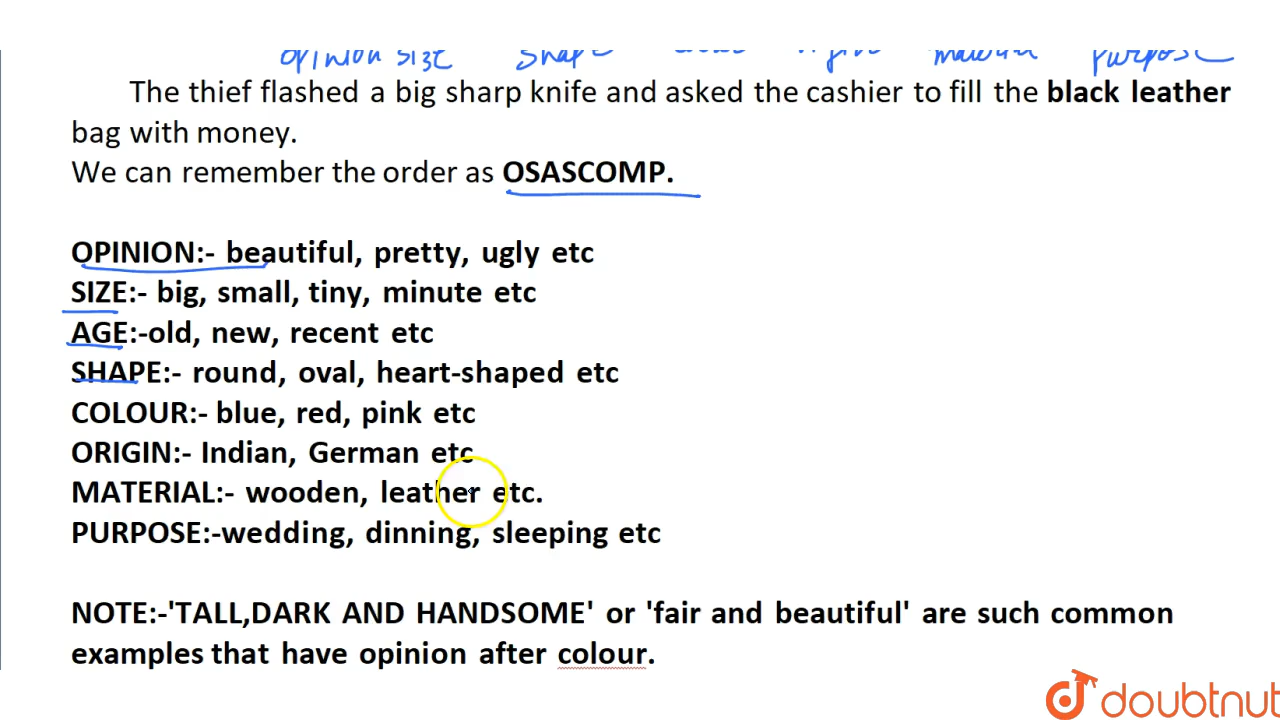 opinion size shape material purpose
The thief flashed a big sharp knife and asked the cashier to fill the black leather
bag with money.
We can remember the order as OSASCOMP.
OPINION:- beautiful, pretty, ugly etc
SIZE:- big, small, tiny, minute etc
AGE:-old, new, recent etc
SHAPE:- round, oval, heart-shaped etc
COLOUR:- blue, red, pink etc
ORIGIN:- Indian, German etc
MATERIAL:- wooden, leather etc.
PURPOSE:-wedding, dinning, sleeping etc
NOTE:-'TALL,DARK AND HANDSOME' or 'fair and beautiful' are such common
examples that have opinion after colour.
doubtnut